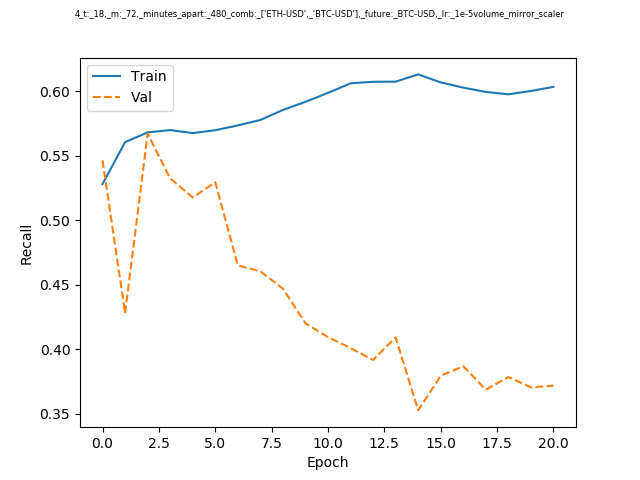 4_t:_18,_m:_72,_minutes_apart:_480_comb:_['ETH-USD',_'BTC-USD'],_future:_BTC-USD,_lr:_1e-5volume_mirror_scaler
Train
Val
Recall
0.60
0.55
0.50
0.45
0.40
0.35
0.0 2.5 5.0 7.5 10.0 12.5 15.0 17.5 20.0
Epoch